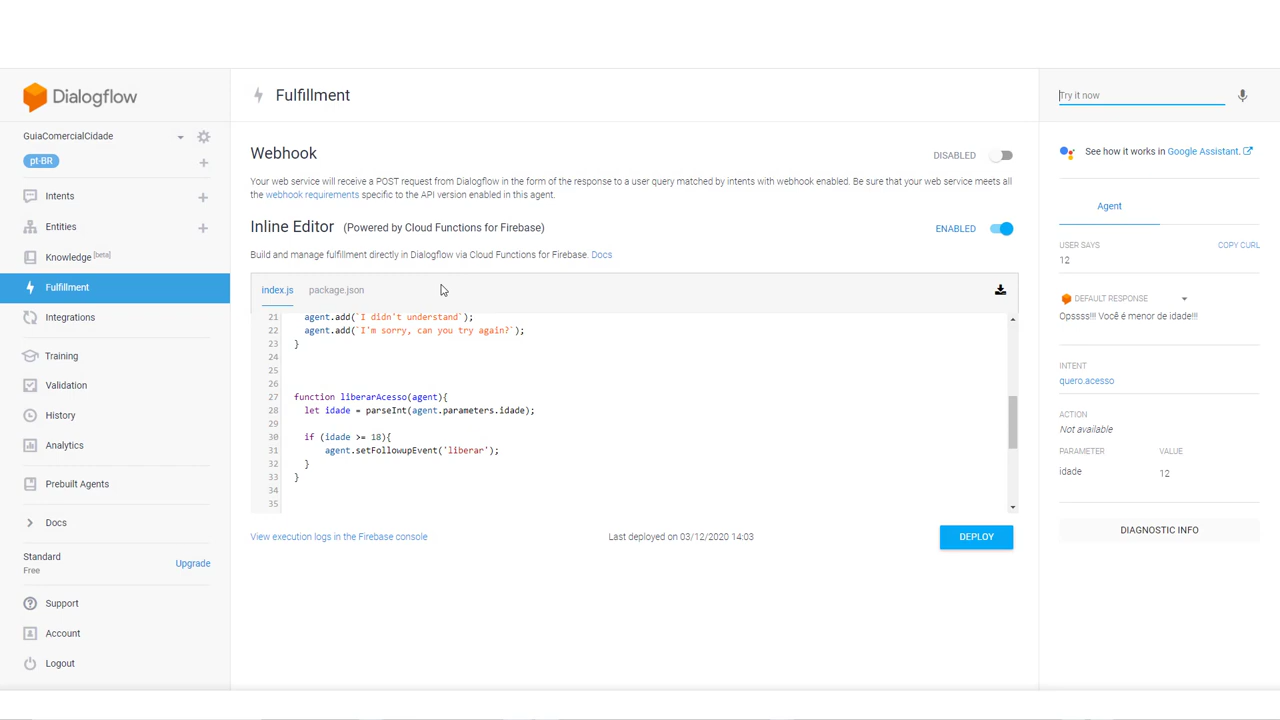 Dialogflow
GuiaComercialCidade
pt-BR
Intents
Entities
Knowledge [beta]
Fulfillment
Integrations
Training
Validation
History
Analytics
Prebuilt Agents
Docs
Standard
Free
Upgrade
Support
Account
Logout
Fulfillment
Webhook
DISABLED
Your web service will receive a POST request from Dialogflow in the form of the response to a user query matched by intents with webhook enabled. Be sure that your web service meets all
the webhook requirements specific to the API version enabled in this agent.
Inline Editor (Powered by Cloud Functions for Firebase)
ENABLED
Build and manage fulfillment directly in Dialogflow via Cloud Functions for Firebase. Docs
index.js package.json
21 agent.add(`I didn't understand`);
22 agent.add(`I'm sorry, can you try again?`);
23 }
24
25
26
27 function liberarAcesso(agent){
28 let idade = parseInt(agent.parameters.idade);
29
30 if (idade >= 18){
31 agent.setFollowupEvent('liberar');
32 }
33 }
34
35
View execution logs in the Firebase console
Last deployed on 03/12/2020 14:03
DEPLOY
Try it now
See how it works in Google Assistant.
Agent
USER SAYS COPY CURL
12
DEFAULT RESPONSE
Opssss!!! Você é menor de idade!!!
INTENT
quero.acesso
ACTION
Not available
PARAMETER VALUE
idade 12
DIAGNOSTIC INFO